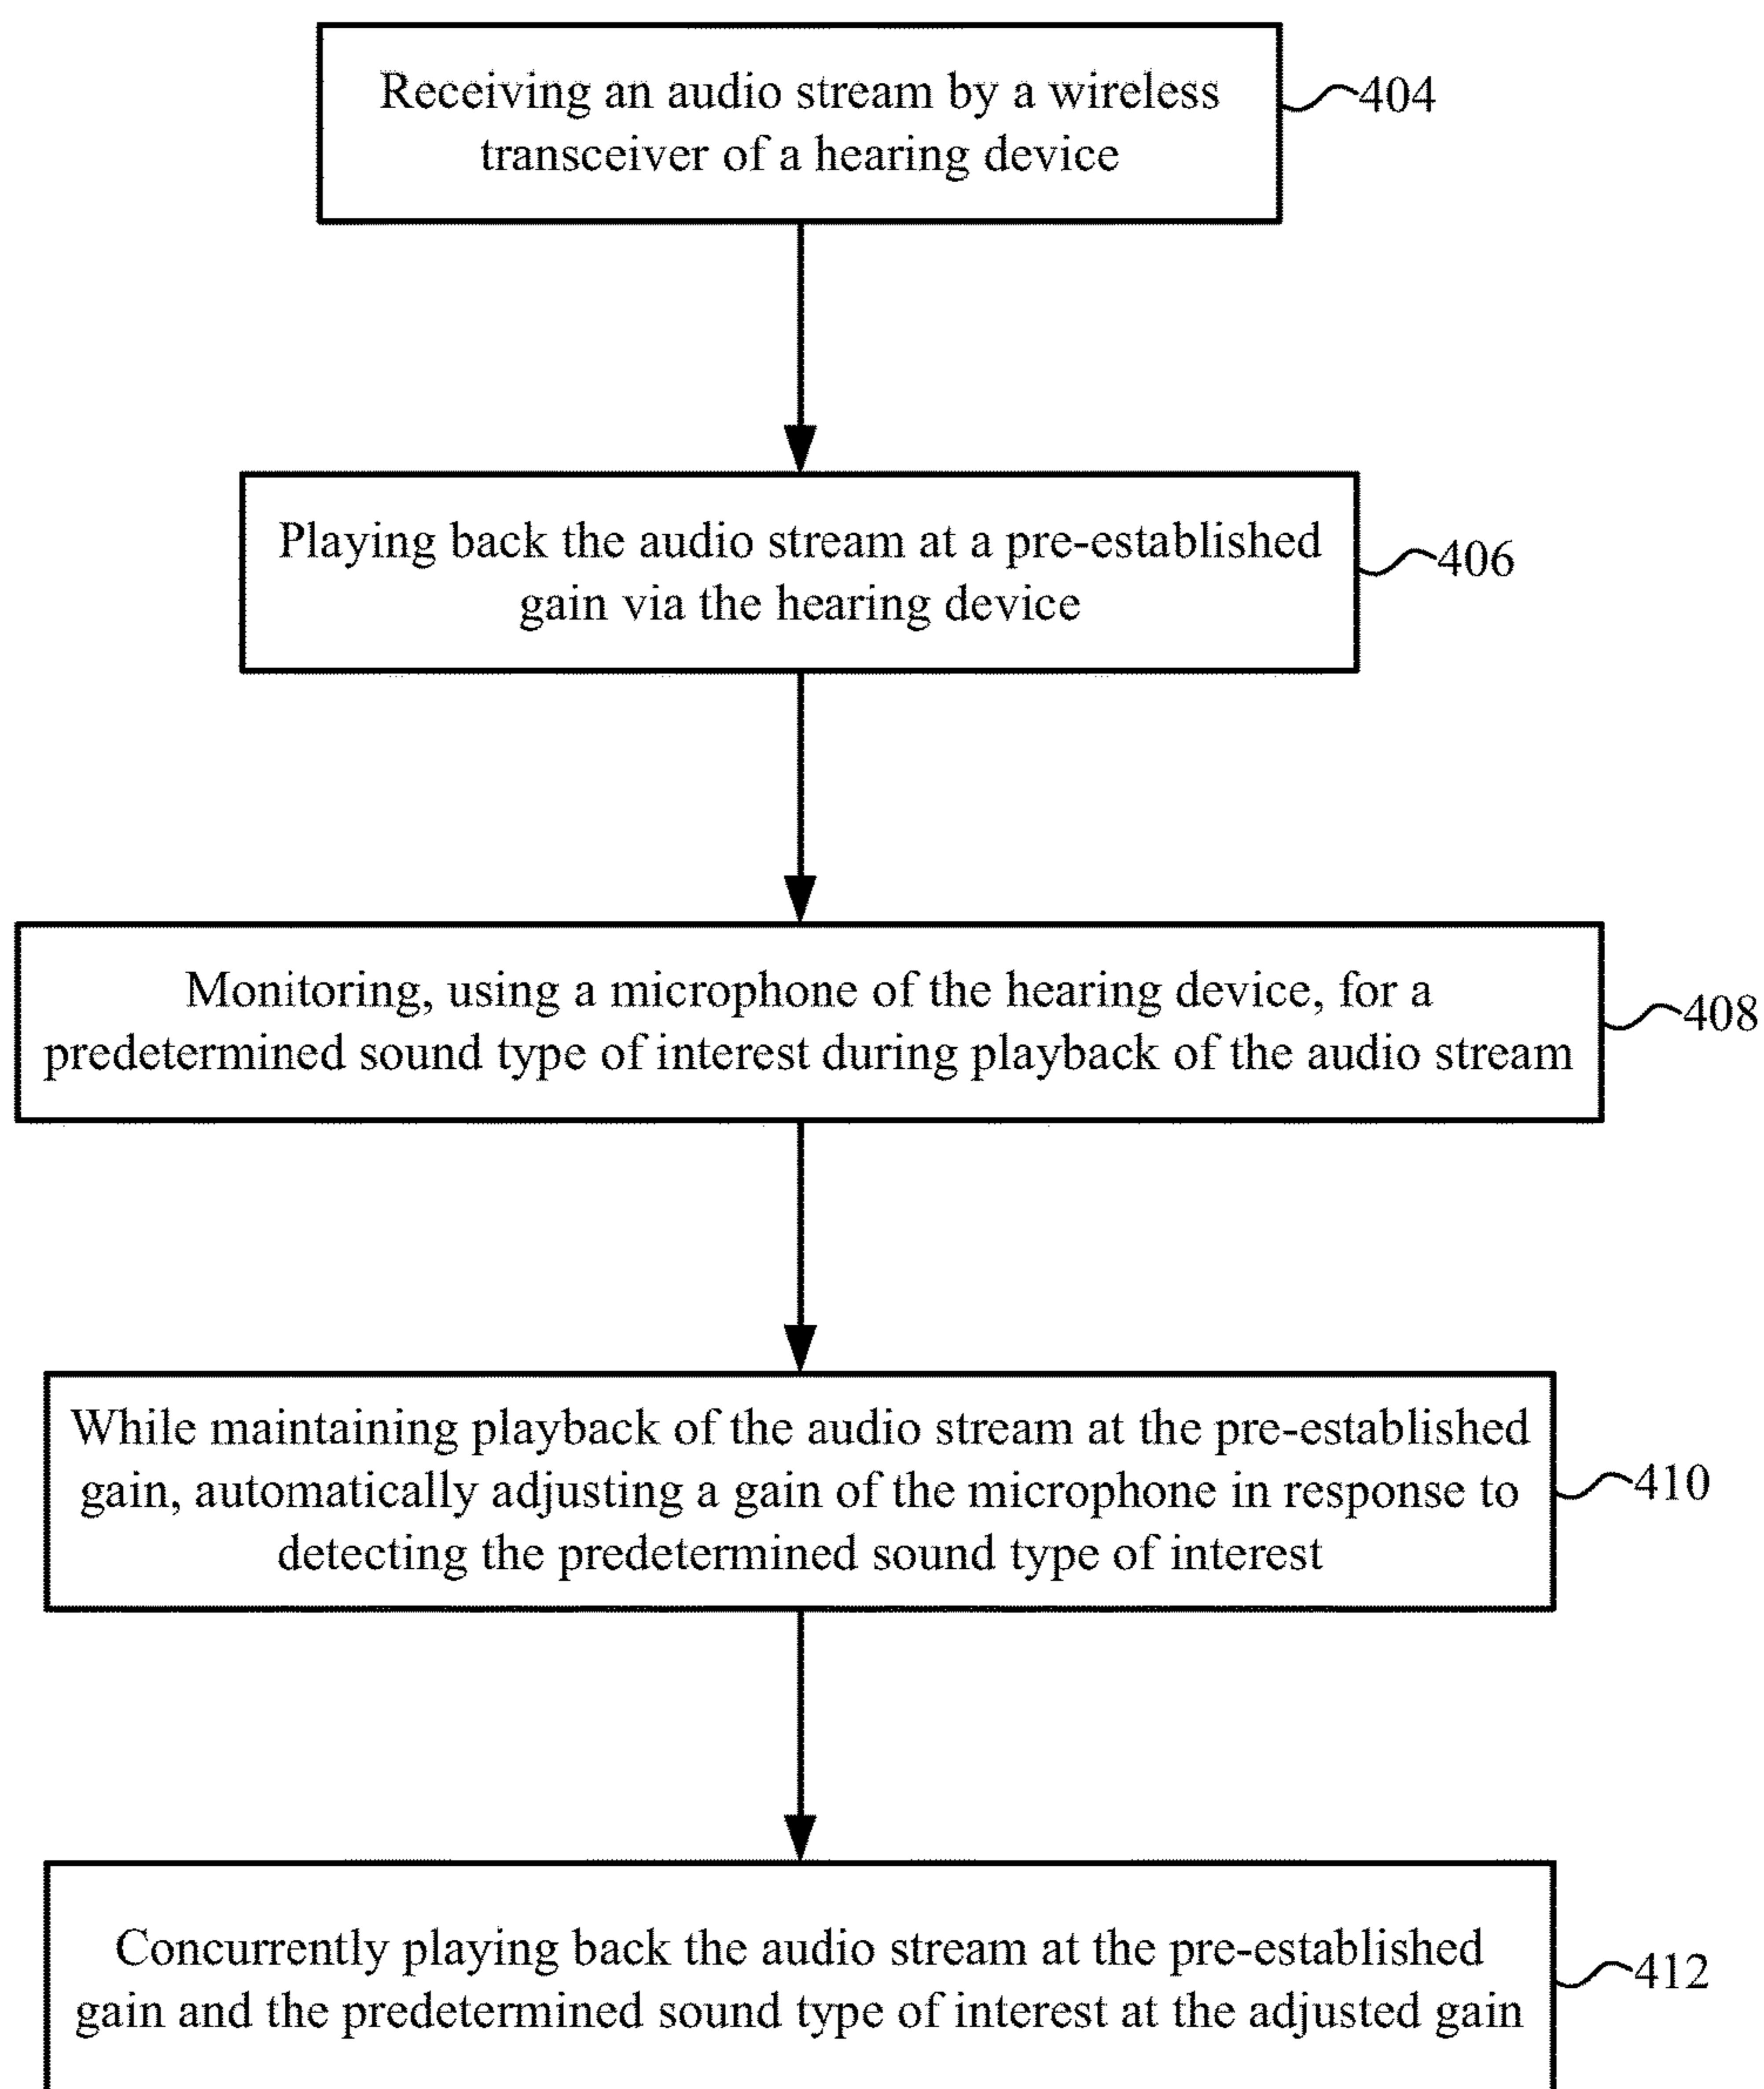 Receiving an audio stream by a wireless
transceiver of a hearing device
404
Playing back the audio stream at a pre-established
gain via the hearing device
406
Monitoring, using a microphone of the hearing device, for a
predetermined sound type of interest during playback of the audio stream
408
While maintaining playback of the audio stream at the pre-established
gain, automatically adjusting a gain of the microphone in response to
detecting the predetermined sound type of interest
410
Concurrently playing back the audio stream at the pre-established
gain and the predetermined sound type of interest at the adjusted gain
412